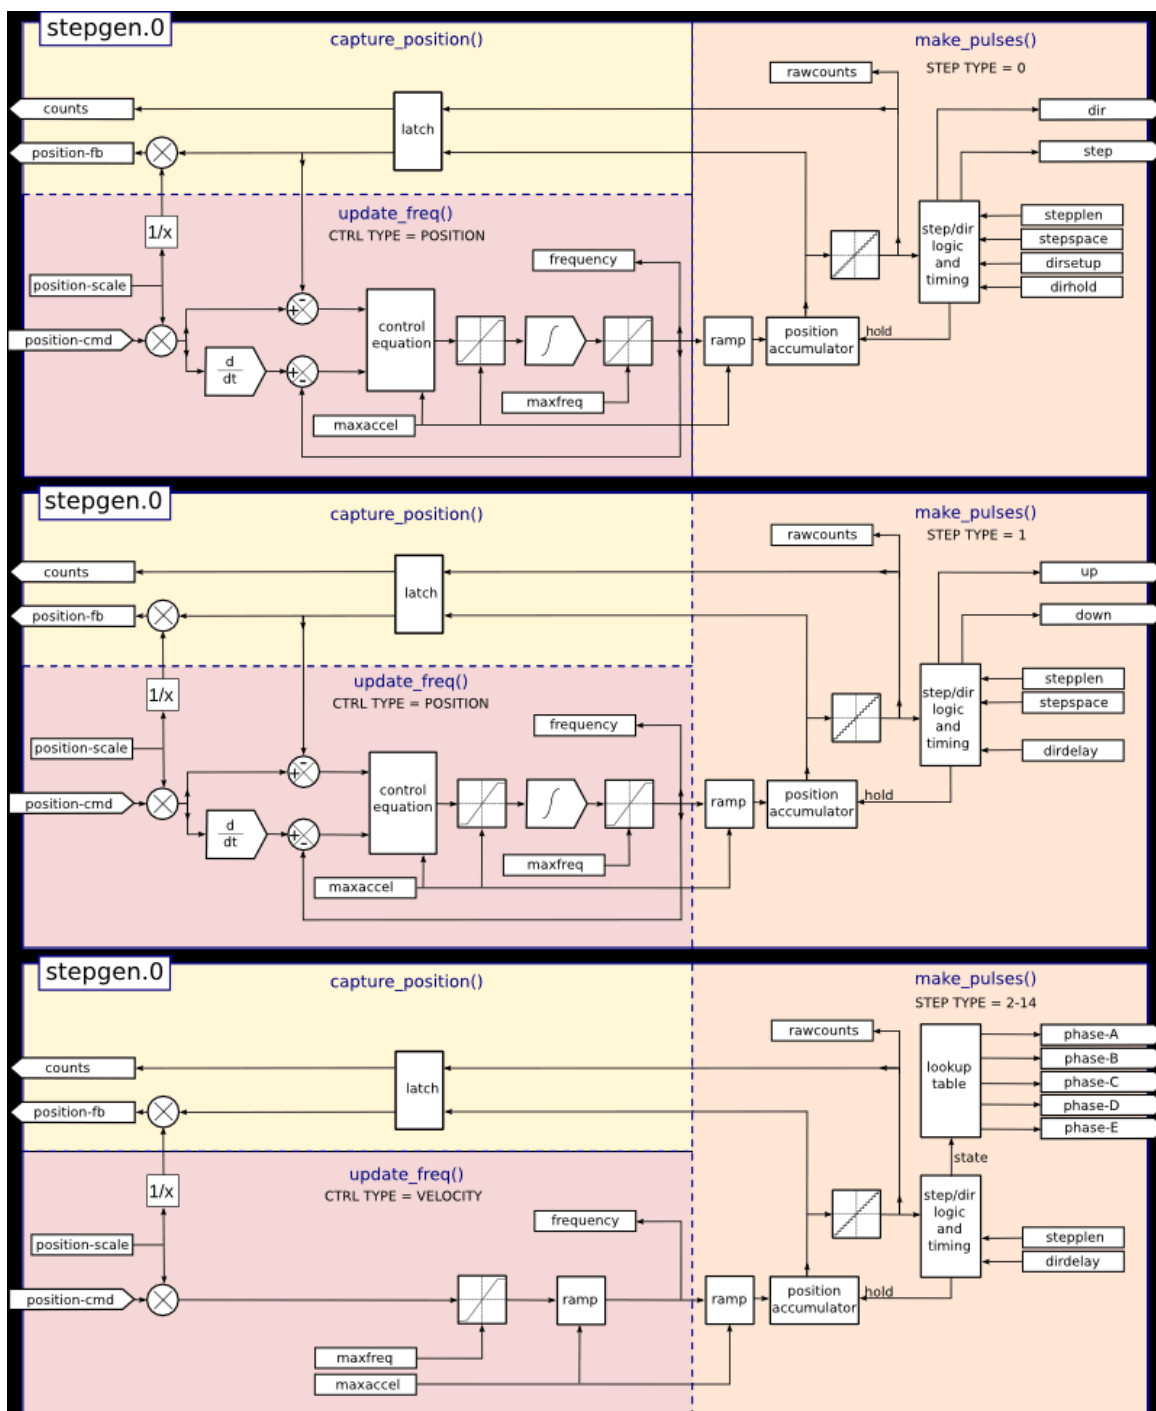 stepgen.0
capture_position()
make_pulses()
STEP TYPE = 0
rawcounts
counts
latch
dir
position-fb
step
update_freq()
CTRL TYPE = POSITION
1/x
step/dir
logic
and
timing
stepplen
stepspace
dirsetup
dirhold
frequency
position-scale
position-cmd
control
equation
ramp
position
accumulator
hold
d
dt
∫
maxfreq
maxaccel
stepgen.0
capture_position()
make_pulses()
STEP TYPE = 1
rawcounts
counts
latch
up
position-fb
down
update_freq()
CTRL TYPE = POSITION
1/x
step/dir
logic
and
timing
stepplen
stepspace
dirdelay
frequency
position-scale
position-cmd
control
equation
ramp
position
accumulator
hold
d
dt
∫
maxfreq
maxaccel
stepgen.0
capture_position()
make_pulses()
STEP TYPE = 2-14
rawcounts
counts
latch
lookup
table
phase-A
phase-B
phase-C
phase-D
phase-E
position-fb
state
update_freq()
CTRL TYPE = VELOCITY
1/x
step/dir
logic
and
timing
stepplen
dirdelay
frequency
position-scale
position-cmd
ramp
ramp
position
accumulator
hold
maxfreq
maxaccel